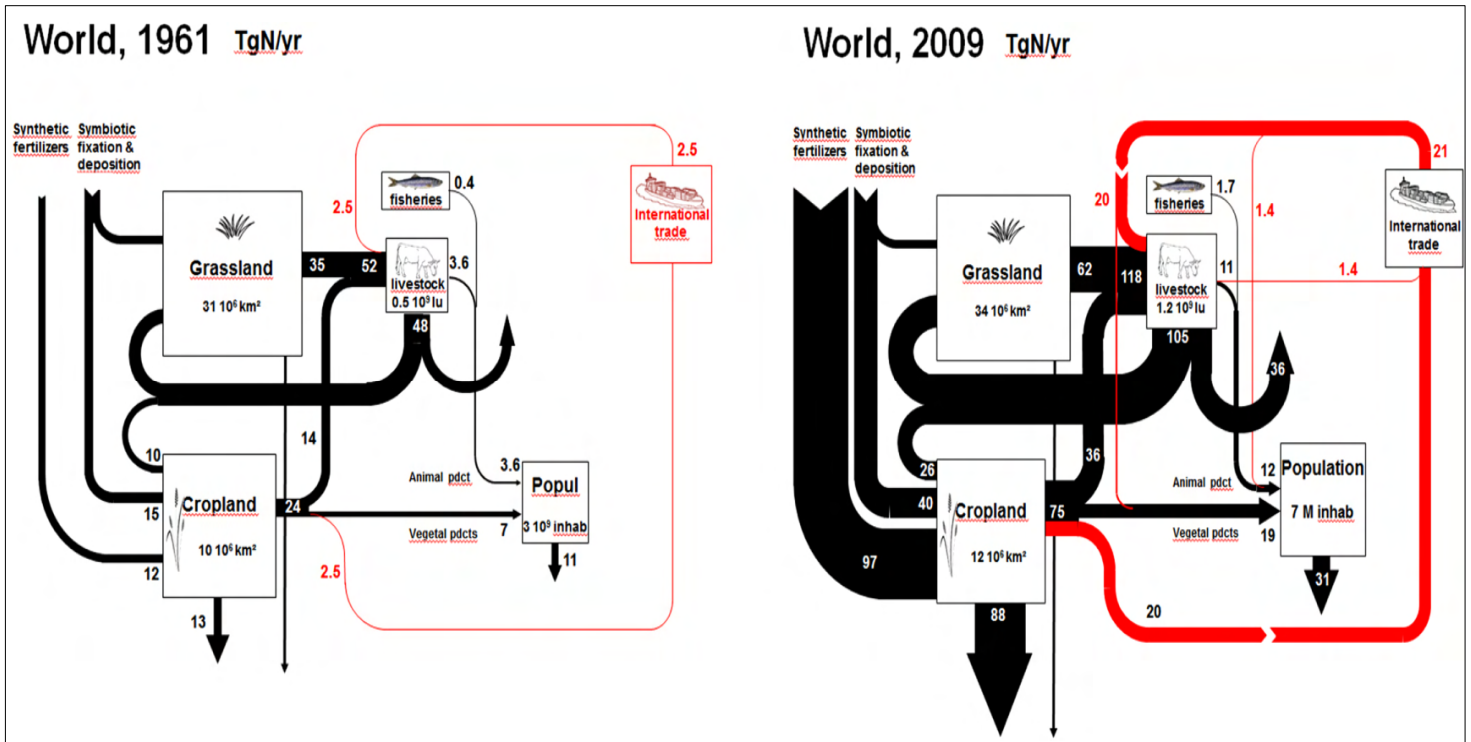 World, 1961 TgN/yr
Synthetic
fertilizers
Symbiotic
fixation &
deposition
Grassland
31 10⁶ km²
35
52
2.5
fisheries
0.4
livestock
0.5 10⁹ lu
3.6
48
2.5
International
trade
14
10
15
12
Cropland
10 10⁶ km²
24
13
2.5
Animal pdct
3.6
Vegetal pdcts
7
Popul
3 10⁹ inhab
11
World, 2009 TgN/yr
Synthetic
fertilizers
Symbiotic
fixation &
deposition
Grassland
34 10⁶ km²
62
118
20
fisheries
1.7
livestock
1.2 10⁹ lu
11
105
1.4
21
International
trade
1.4
36
36
26
40
97
Cropland
12 10⁶ km²
75
88
20
Animal pdct
12
Vegetal pdcts
19
Population
7 M inhab
31